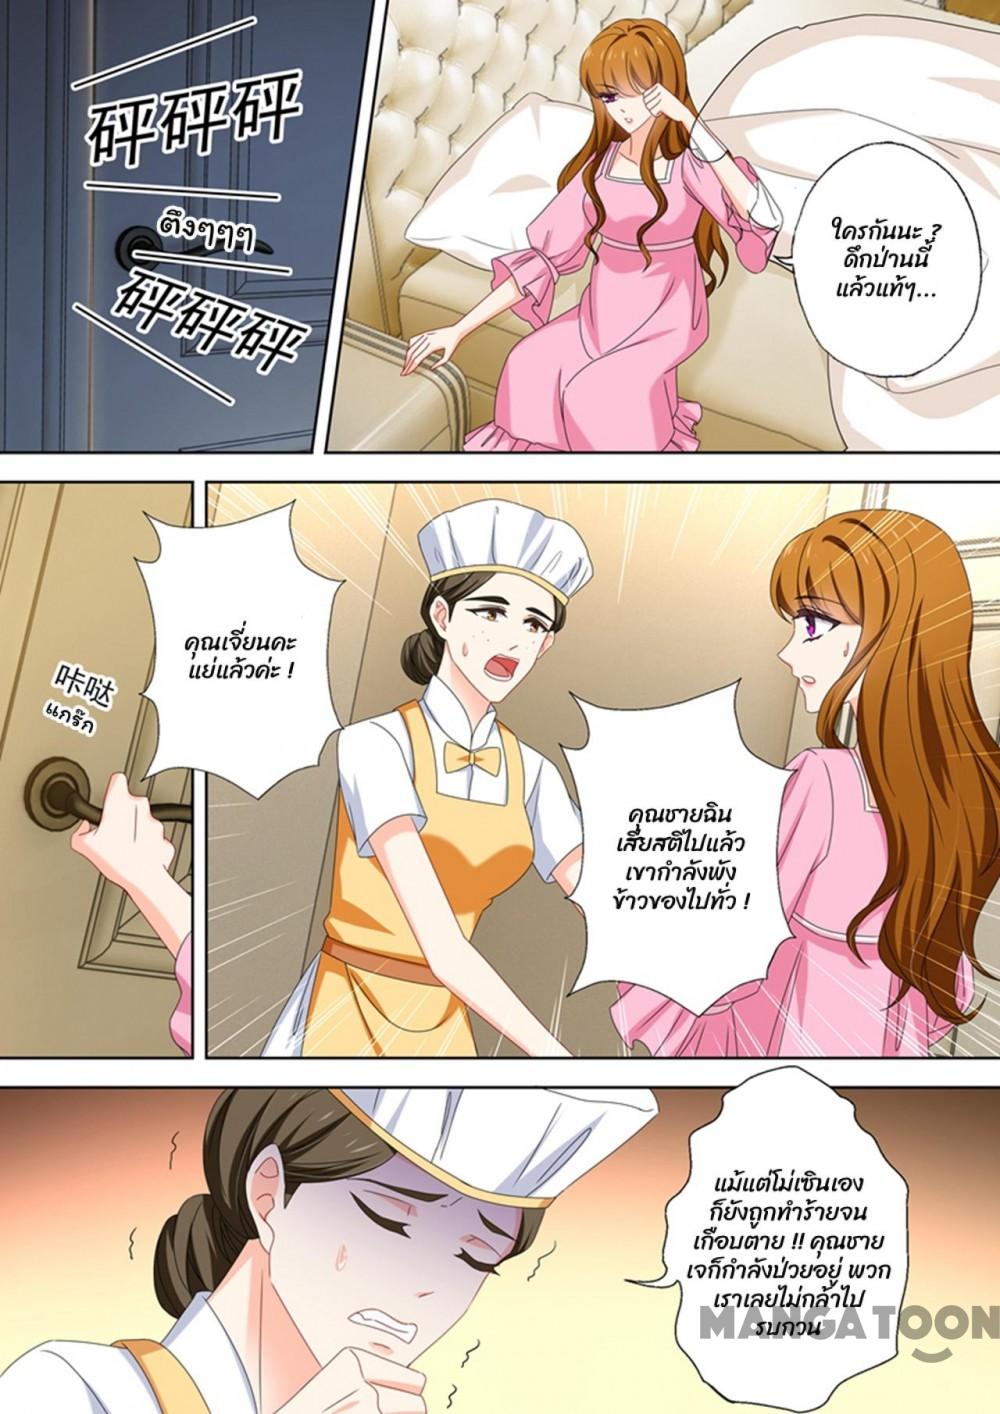 砰砰砰
ตึงๆๆๆ
砰砰砰
ใครกันนะ ?
ดึกป่านนี้
แล้วแท้ๆ...
咔哒
แกร๊ก
คุณเจี่ยนคะ
แย่แล้วค่ะ !
คุณชายฉิน
เสียสติไปแล้ว
เขากำลังพัง
ข้าวของไปทั่ว !
แม้แต่โม่เซินเอง
ก็ยังถูกทำร้ายจน
เกือบตาย !! คุณชาย
เจก็กำลังป่วยอยู่ พวก
เราเลยไม่กล้าไป
รบกวน
MANGATOON